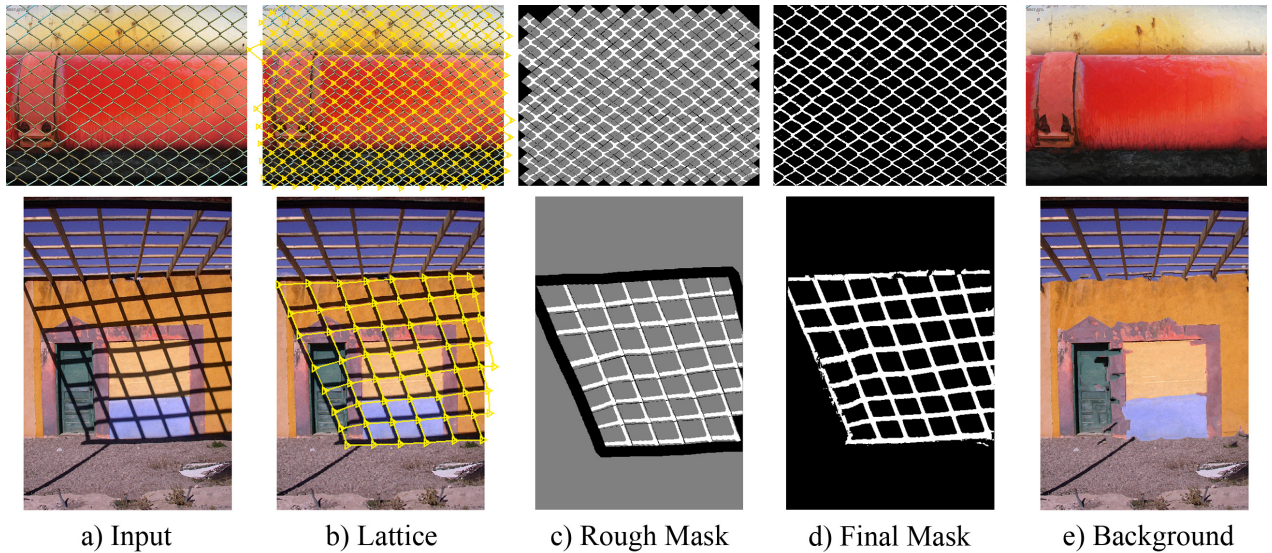 a) Input
b) Lattice
c) Rough Mask
d) Final Mask
e) Background